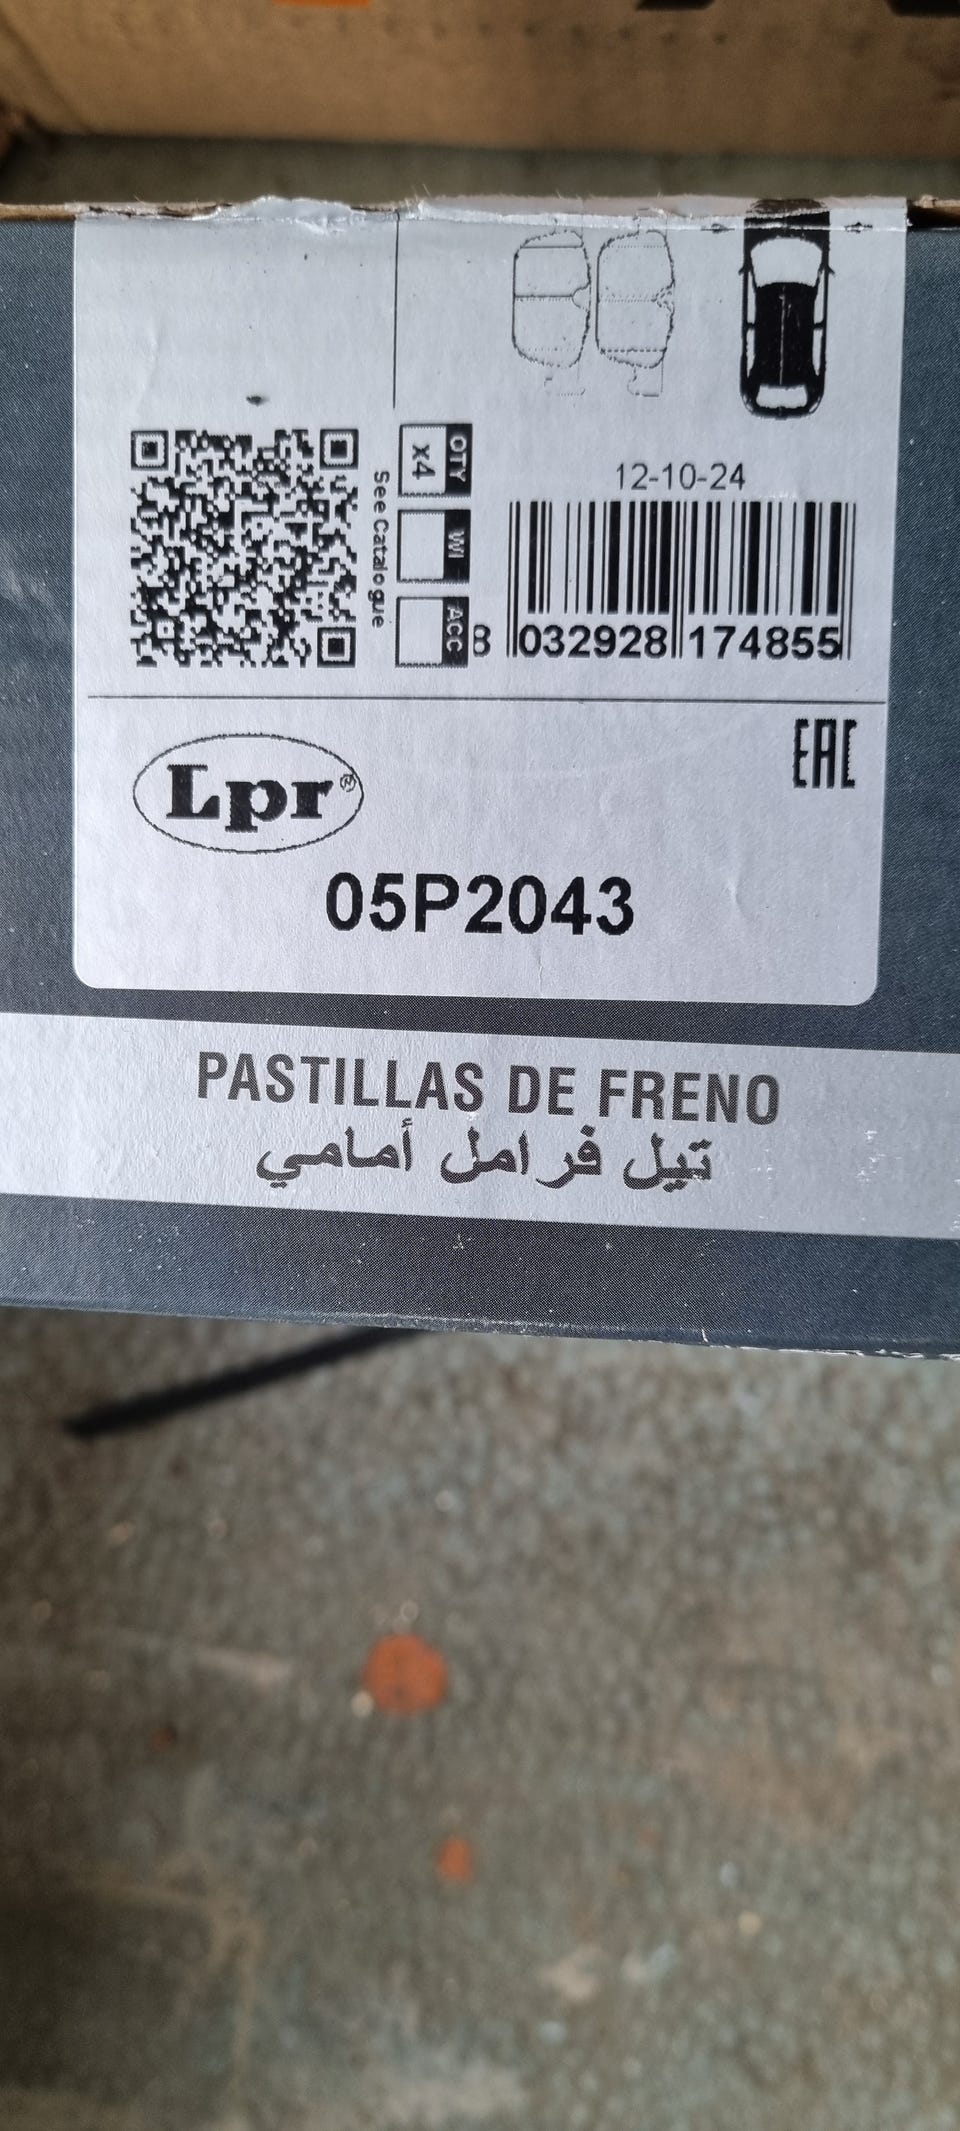 12-10-24
QTY
x4
WI
ACC
See Catalogue
8 032928 174855
Lpr®
EAC
05P2043
PASTILLAS DE FRENO
تيل فرامل أمامي